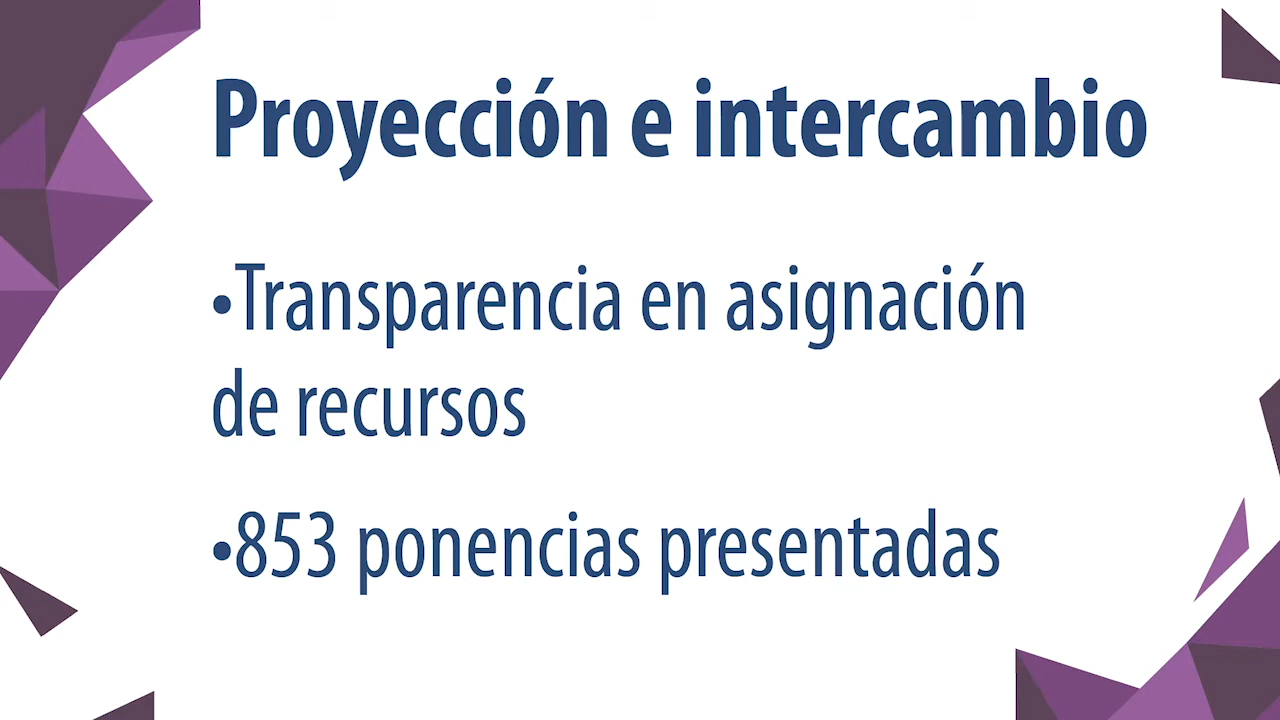 Proyección e intercambio
•Transparencia en asignación
de recursos
•853 ponencias presentadas